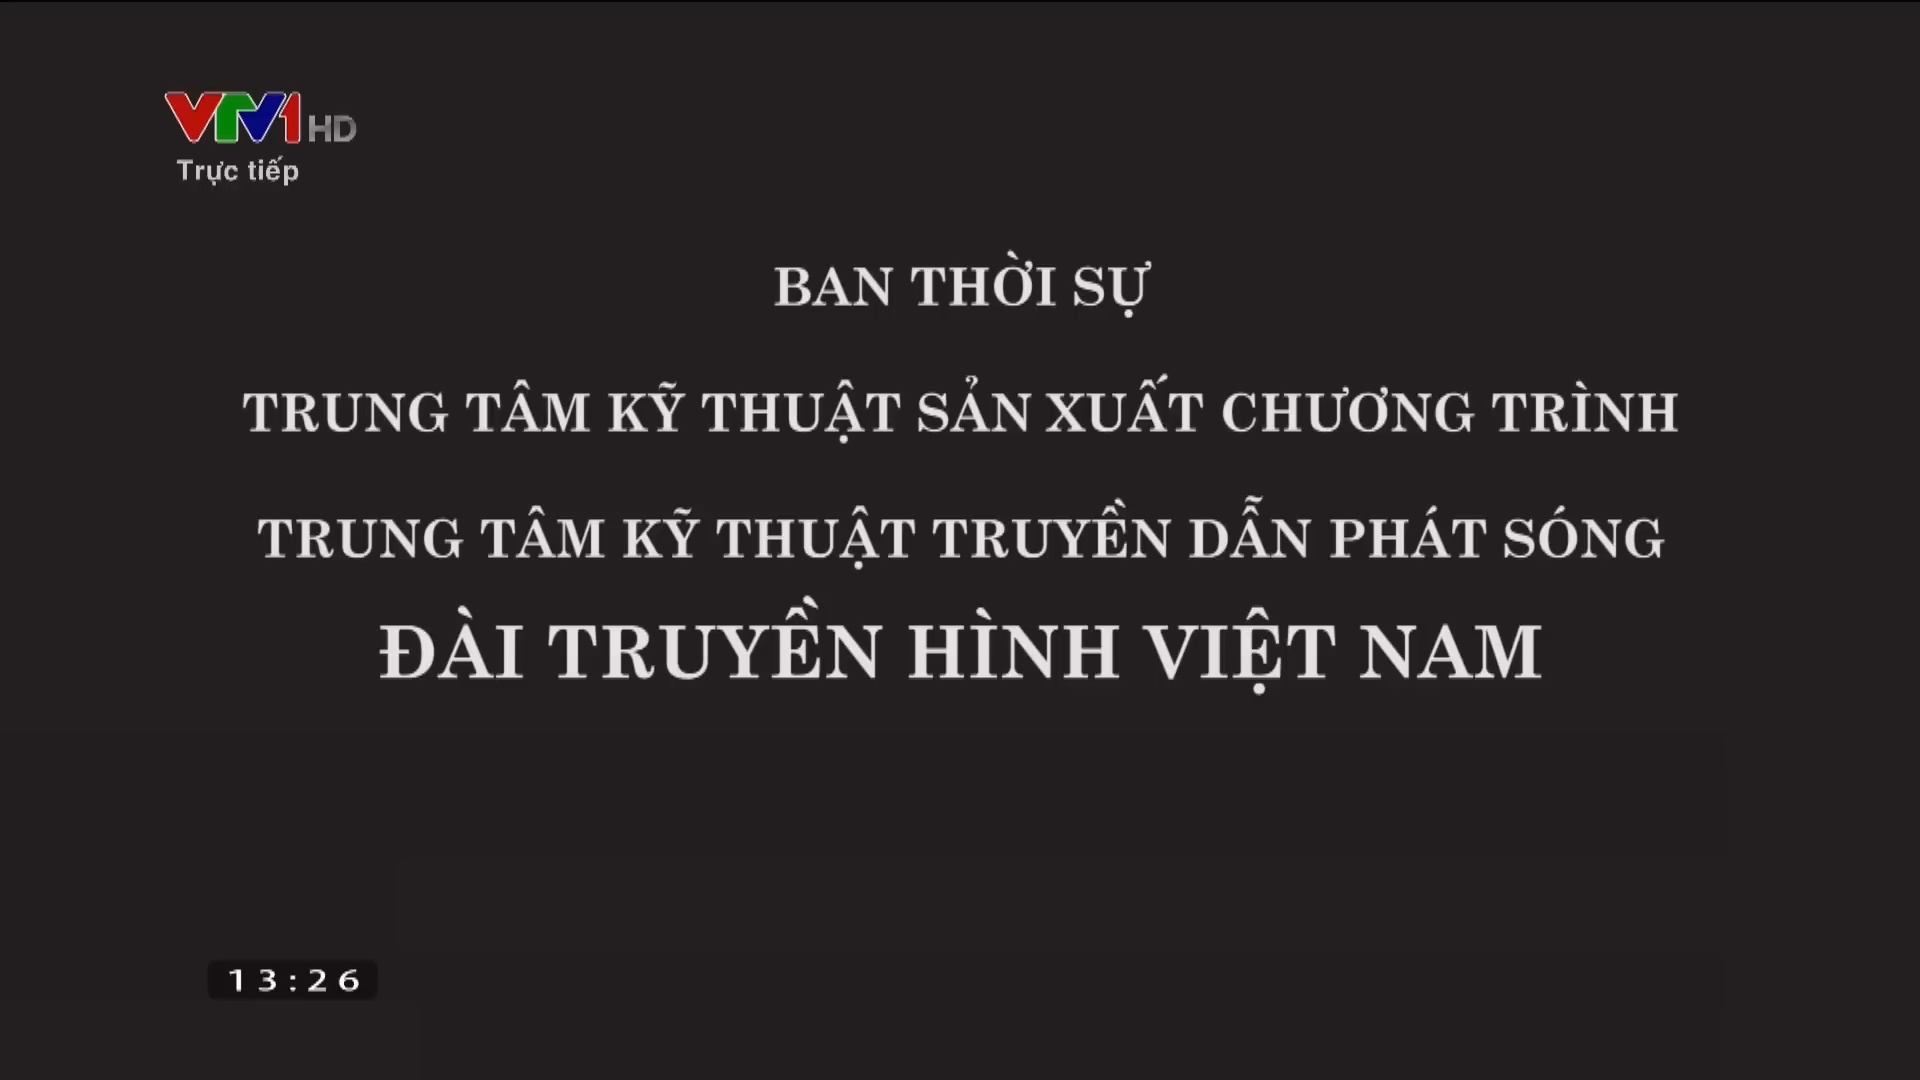 VTV1 HD
Trực tiếp
BAN THỜI SỰ
TRUNG TÂM KỸ THUẬT SẢN XUẤT CHƯƠNG TRÌNH
TRUNG TÂM KỸ THUẬT TRUYỀN DẪN PHÁT SÓNG
ĐÀI TRUYỀN HÌNH VIỆT NAM
13:26